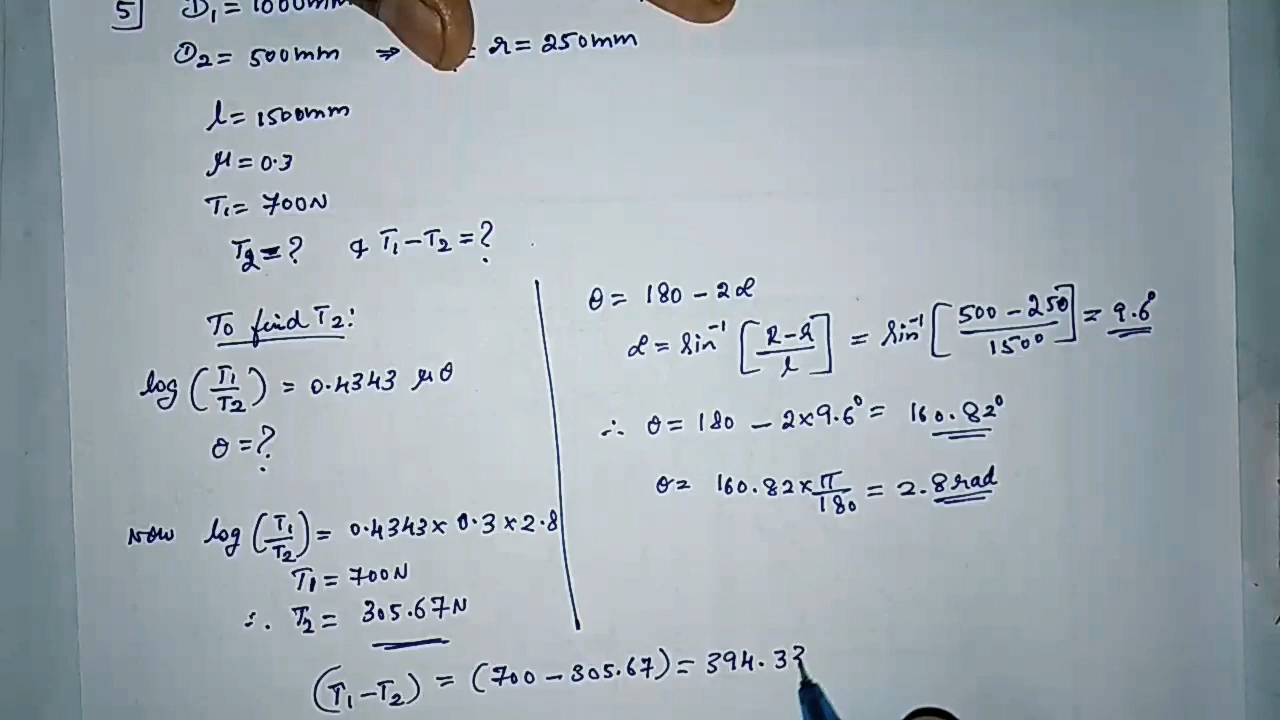 5] D₁ = 1000mm
D₂ = 500mm ⇒ = r = 250mm
l = 1500mm
μ = 0.3
T₁ = 700N
T₂ = ? & T₁ - T₂ = ?
To find T₂:
log (T₁/T₂) = 0.4343 μθ
θ = ?
Now log (T₁/T₂) = 0.4343 × 0.3 × 2.8
T₁ = 700N
∴ T₂ = 305.67N
(T₁ - T₂) = (700 - 305.67) = 394.33
θ = 180 - 2α
α = sin⁻¹ [R-r/l] = sin⁻¹ [500 - 250/1500] = 9.6°
∴ θ = 180 - 2×9.6° = 160.82°
θ = 160.82 × π/180 = 2.8 rad